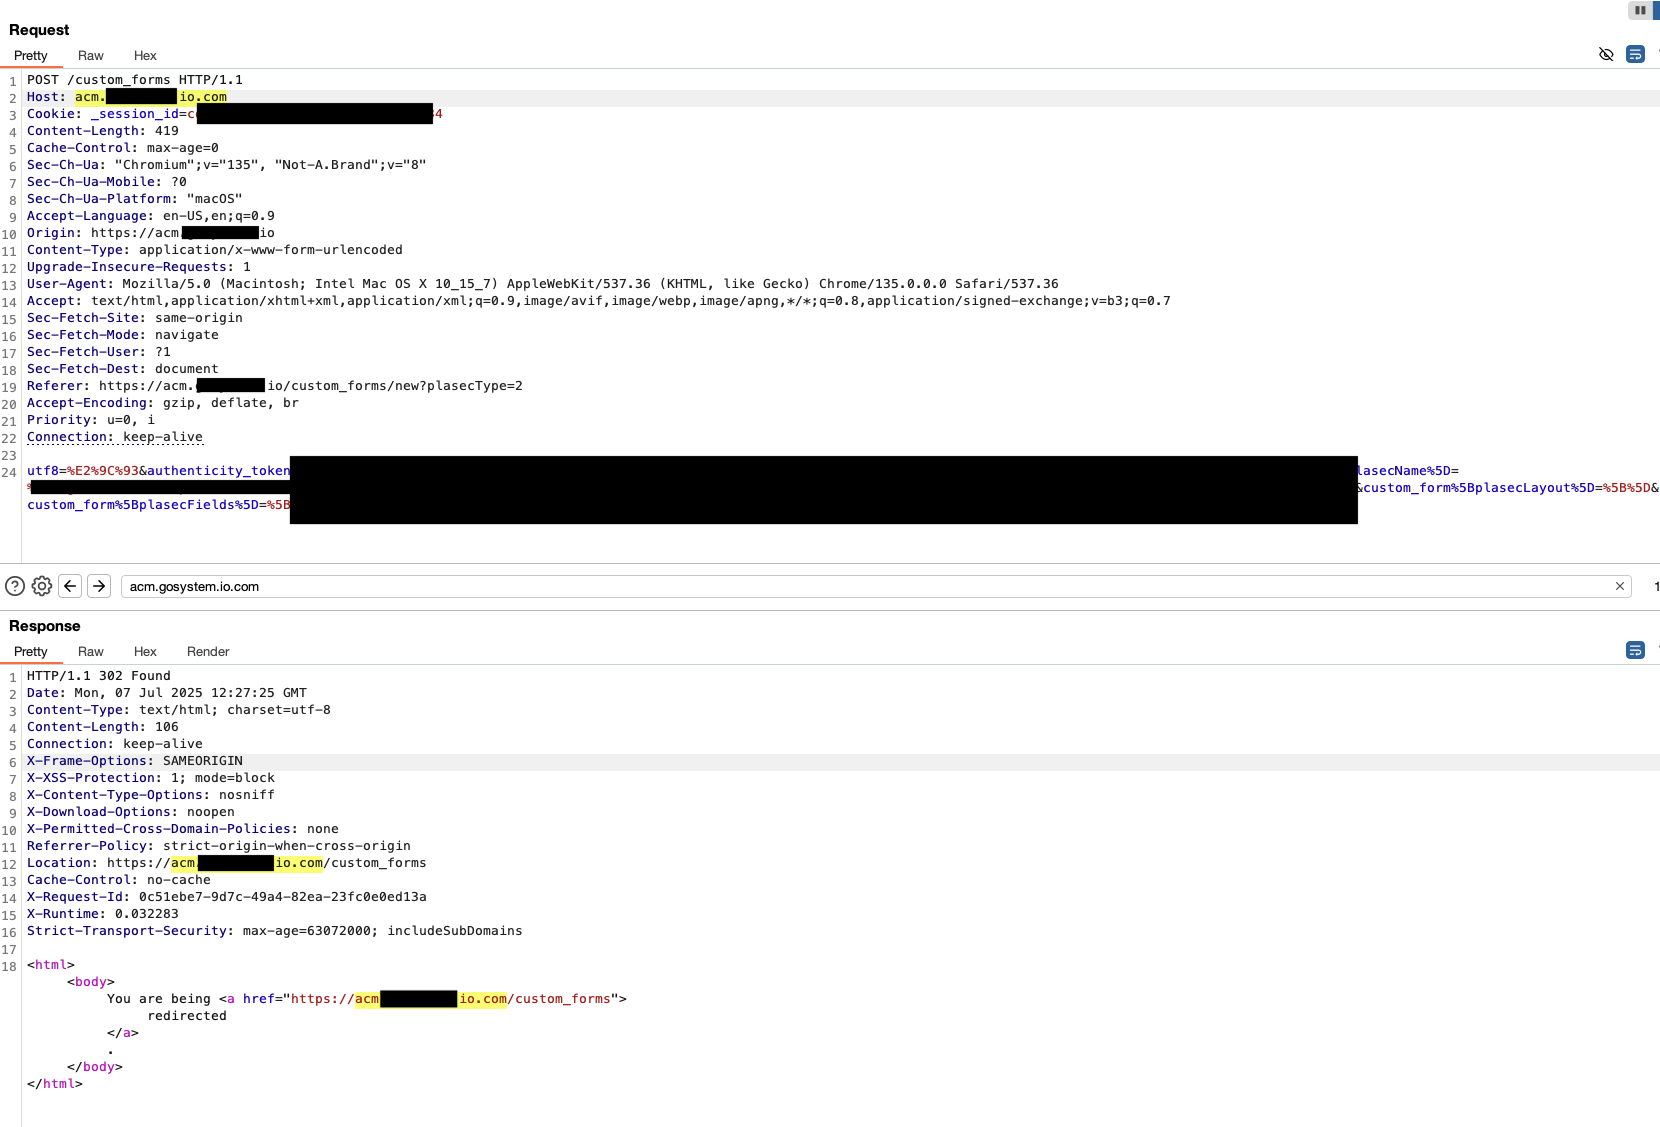 Request
Pretty Raw Hex
1 POST /custom_forms HTTP/1.1
2 Host: acm. io.com
3 Cookie: _session_id=c 4
4 Content-Length: 419
5 Cache-Control: max-age=0
6 Sec-Ch-Ua: "Chromium";v="135", "Not-A.Brand";v="8"
7 Sec-Ch-Ua-Mobile: ?0
8 Sec-Ch-Ua-Platform: "macOS"
9 Accept-Language: en-US,en;q=0.9
10 Origin: https://acm. io
11 Content-Type: application/x-www-form-urlencoded
12 Upgrade-Insecure-Requests: 1
13 User-Agent: Mozilla/5.0 (Macintosh; Intel Mac OS X 10_15_7) AppleWebKit/537.36 (KHTML, like Gecko) Chrome/135.0.0.0 Safari/537.36
14 Accept: text/html,application/xhtml+xml,application/xml;q=0.9,image/avif,image/webp,image/apng,*/*;q=0.8,application/signed-exchange;v=b3;q=0.7
15 Sec-Fetch-Site: same-origin
16 Sec-Fetch-Mode: navigate
17 Sec-Fetch-User: ?1
18 Sec-Fetch-Dest: document
19 Referer: https://acm. io/custom_forms/new?plasecType=2
20 Accept-Encoding: gzip, deflate, br
21 Priority: u=0, i
22 Connection: keep-alive
23
24 utf8=%E2%9C%93&authenticity_token lasecName%5D=
&custom_form%5BplasecLayout%5D=%5B%5D&
custom_form%5BplasecFields%5D=%5B
acm.gosystem.io.com
1
Response
Pretty Raw Hex Render
1 HTTP/1.1 302 Found
2 Date: Mon, 07 Jul 2025 12:27:25 GMT
3 Content-Type: text/html; charset=utf-8
4 Content-Length: 106
5 Connection: keep-alive
6 X-Frame-Options: SAMEORIGIN
7 X-XSS-Protection: 1; mode=block
8 X-Content-Type-Options: nosniff
9 X-Download-Options: noopen
10 X-Permitted-Cross-Domain-Policies: none
11 Referrer-Policy: strict-origin-when-cross-origin
12 Location: https://acm. io.com/custom_forms
13 Cache-Control: no-cache
14 X-Request-Id: 0c51ebe7-9d7c-49a4-82ea-23fc0e0ed13a
15 X-Runtime: 0.032283
16 Strict-Transport-Security: max-age=63072000; includeSubDomains
17
18 <html>
<body>
You are being <a href="https://acm io.com/custom_forms">
redirected
</a>
.
</body>
</html>